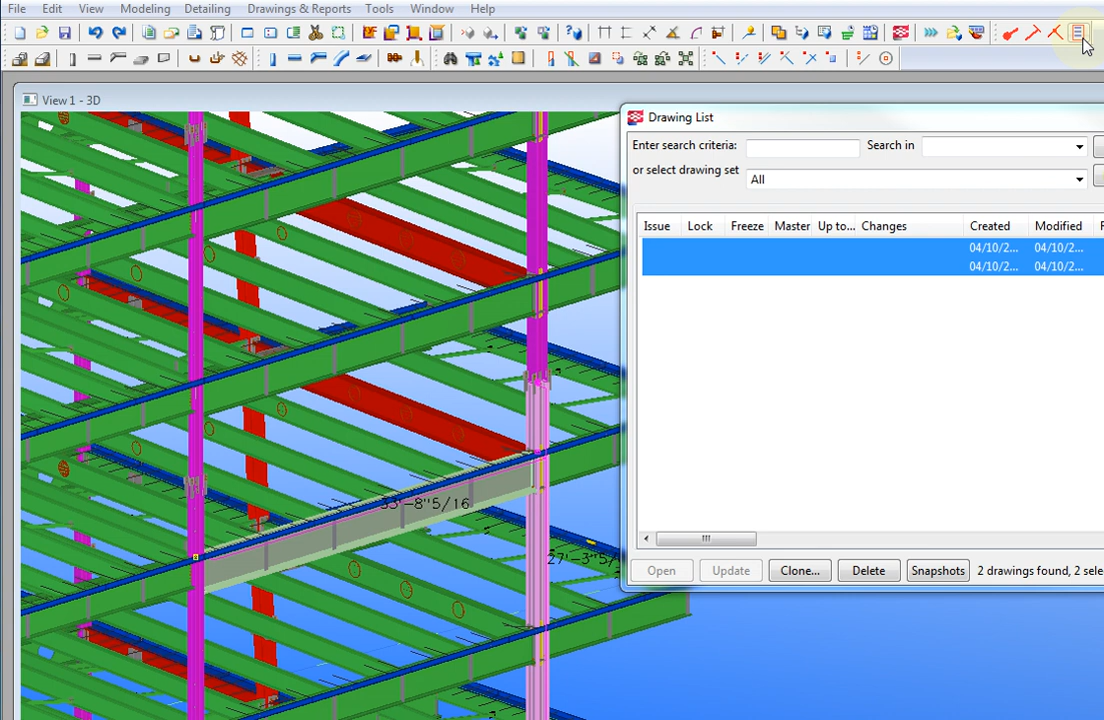 File Edit View Modeling Detailing Drawings & Reports Tools Window Help
View 1 - 3D
Drawing List
Enter search criteria: Search in
or select drawing set All
Issue Lock Freeze Master Up to... Changes Created Modified
04/10/2... 04/10/2...
04/10/2... 04/10/2...
33'-8"5/16
27'-3"5/
Open Update Clone... Delete Snapshots 2 drawings found, 2 sele